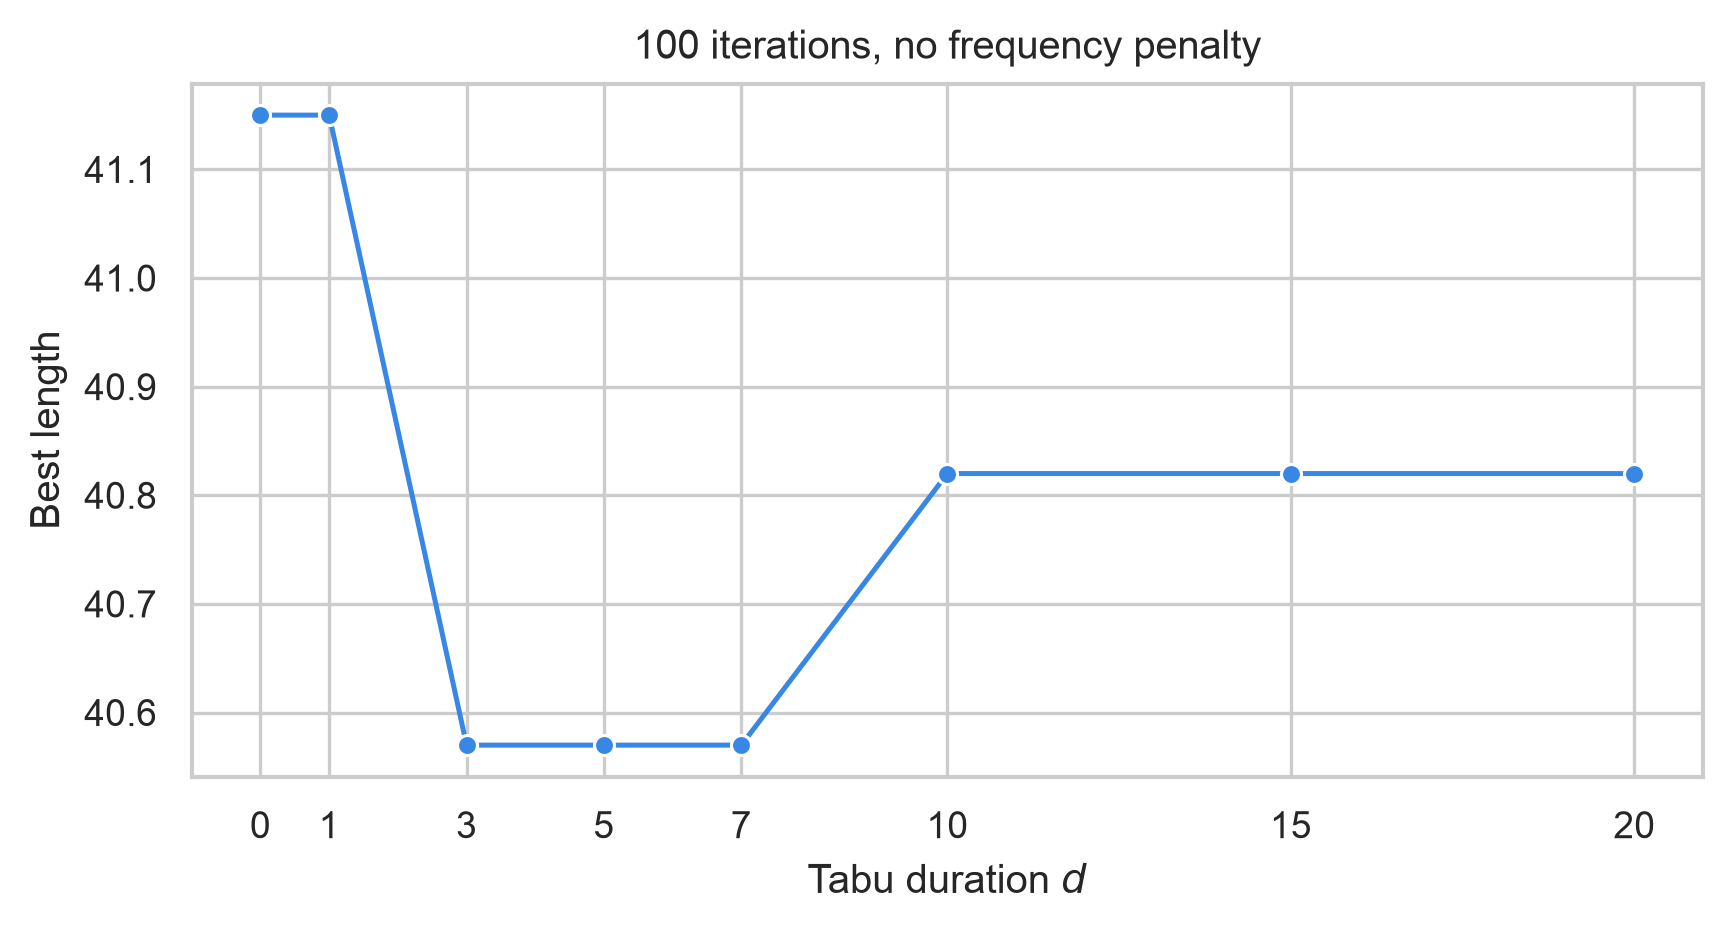 100 iterations, no frequency penalty
41.1
41.0
40.9
40.8
40.7
40.6
Best length
0 1 3 5 7 10 15 20
Tabu duration d